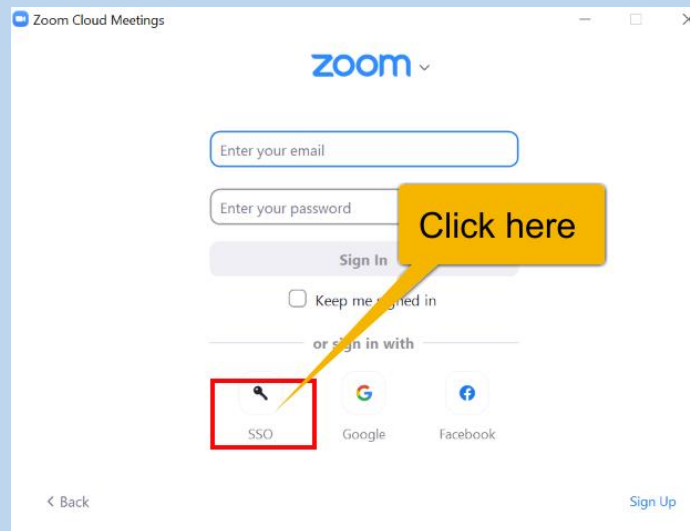 Zoom Cloud Meetings
zoom
Enter your email
Enter your password
Click here
Sign In
Keep me signed in
or sign in with
SSO Google Facebook
< Back Sign Up